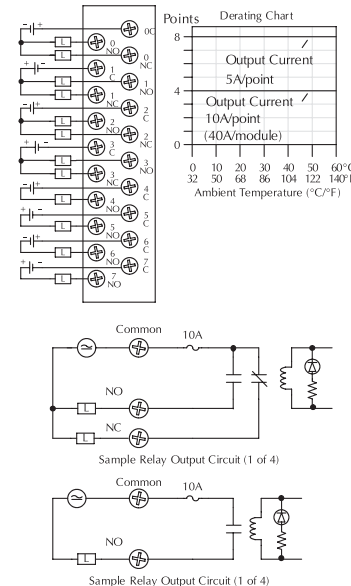 Points Derating Chart
8
Output Current
5A/point
4
Output Current
10A/point
(40A/module)
0
0 10 20 30 40 50 60°C
32 50 68 86 104 122 140°F
Ambient Temperature (°C/°F)
- +
0C
L
0
NO
L
0
NC
+ -
1
C
L
1
NO
L
1
NC
- +
2
C
L
2
NO
L
2
NC
+ -
3
C
L
3
NO
L
3
NC
- +
4
C
L
4
NO
+ -
5
C
L
5
NO
- +
6
C
L
6
NO
+ -
7
C
L
7
NO
Common
10A
NO
L
NC
L
Sample Relay Output Circuit (1 of 4)
Common
10A
NO
L
Sample Relay Output Circuit (1 of 4)